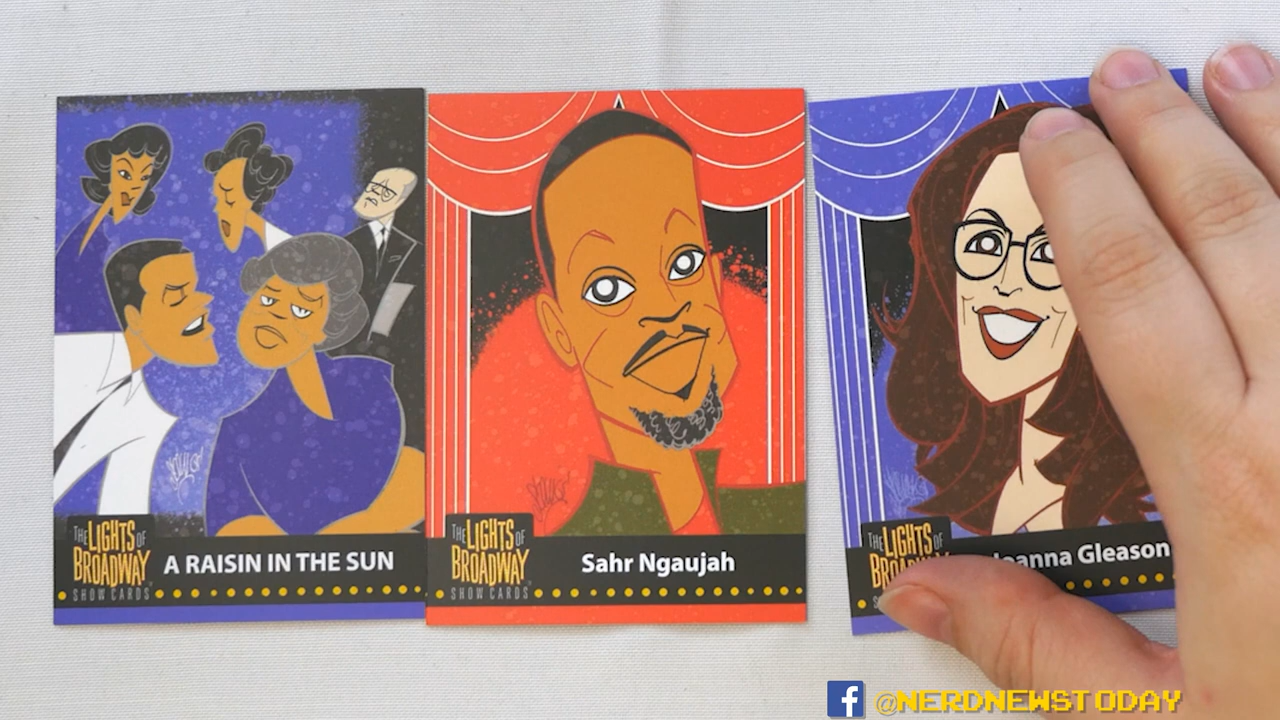 THE LIGHTS OF BROADWAY
SHOW CARDS
A RAISIN IN THE SUN
THE LIGHTS OF BROADWAY
SHOW CARDS
Sahr Ngaujah
THE LIGHTS OF BROADWAY
Joanna Gleason
f @NERDNEWSTODAY